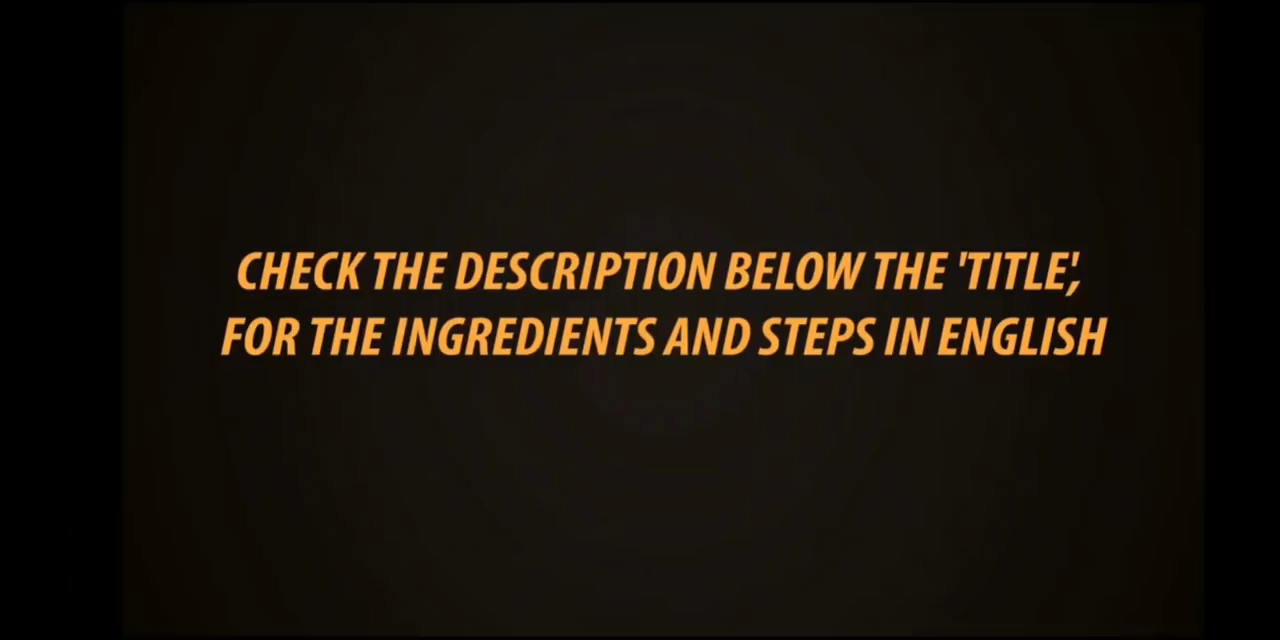 CHECK THE DESCRIPTION BELOW THE 'TITLE',
FOR THE INGREDIENTS AND STEPS IN ENGLISH